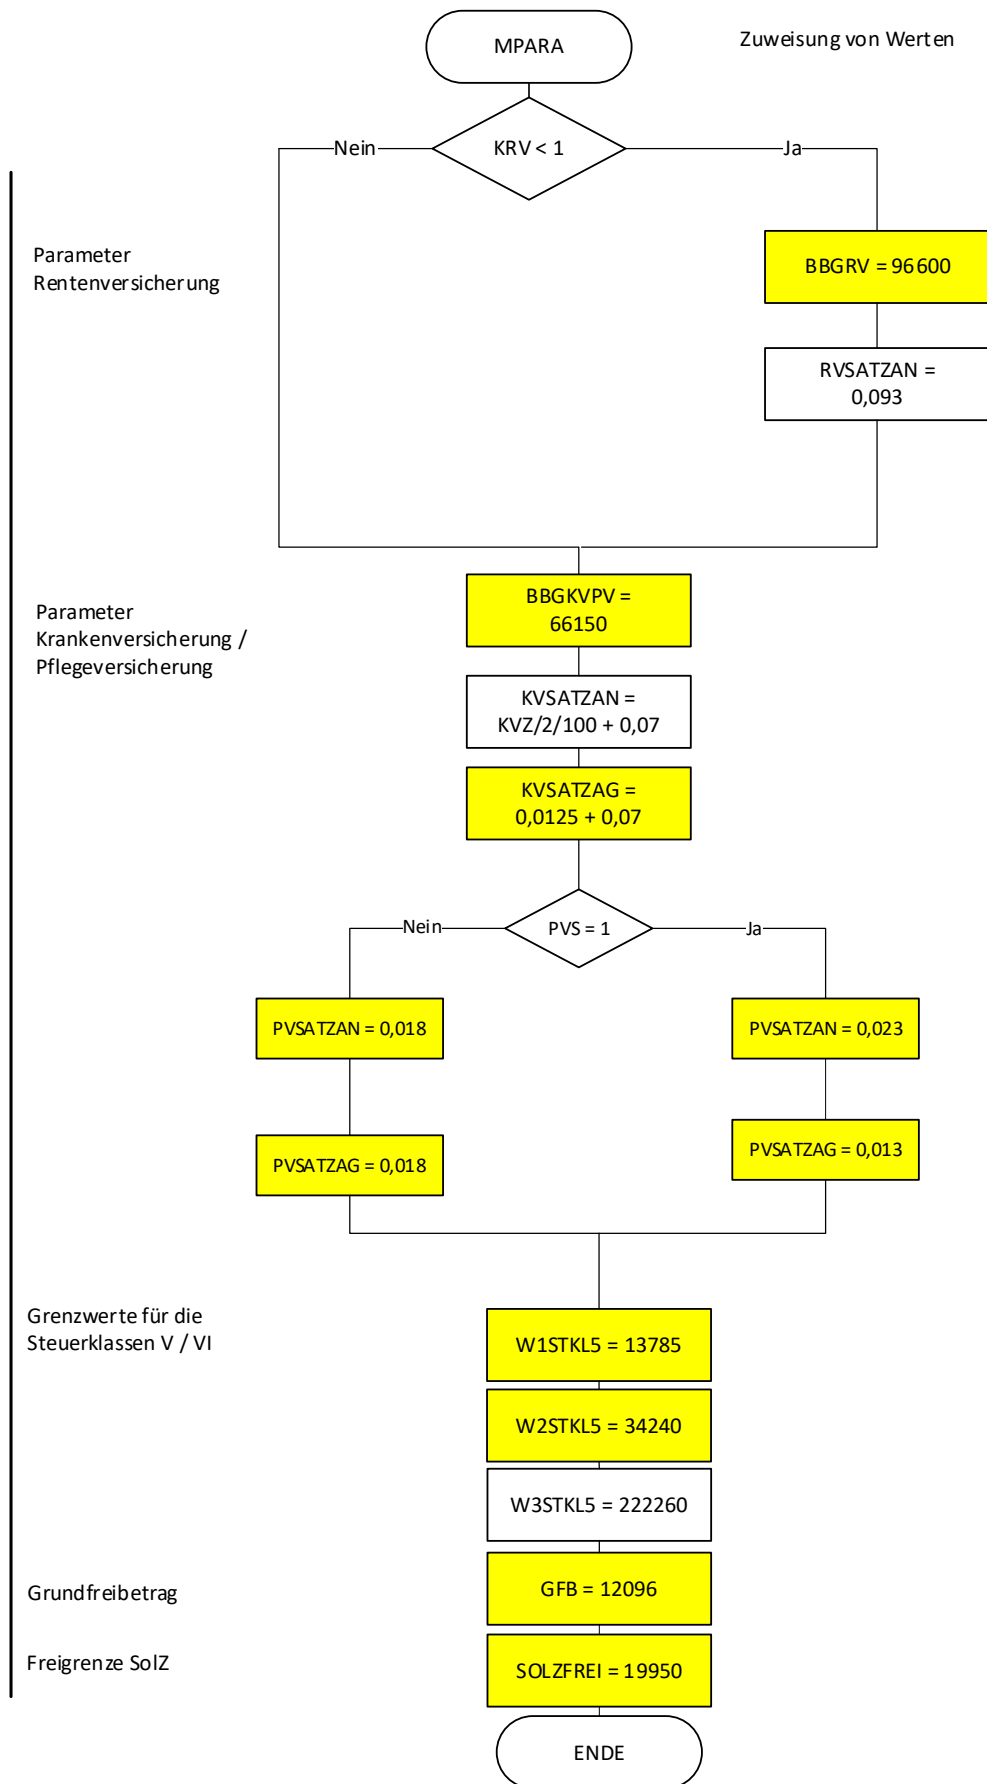 MPARA
Zuweisung von Werten
KRV < 1
Nein
Ja
Parameter
Rentenversicherung
BBGRV = 96600
RVSATZAN =
0,093
Parameter
Krankenversicherung /
Pflegeversicherung
BBGKVPV =
66150
KVSATZAN =
KVZ/2/100 + 0,07
KVSATZAG =
0,0125 + 0,07
PVS = 1
Nein
Ja
PVSATZAN = 0,018
PVSATZAN = 0,023
PVSATZAG = 0,018
PVSATZAG = 0,013
Grenzwerte für die
Steuerklassen V / VI
W1STKL5 = 13785
W2STKL5 = 34240
W3STKL5 = 222260
Grundfreibetrag
GFB = 12096
Freigrenze SolZ
SOLZFREI = 19950
ENDE